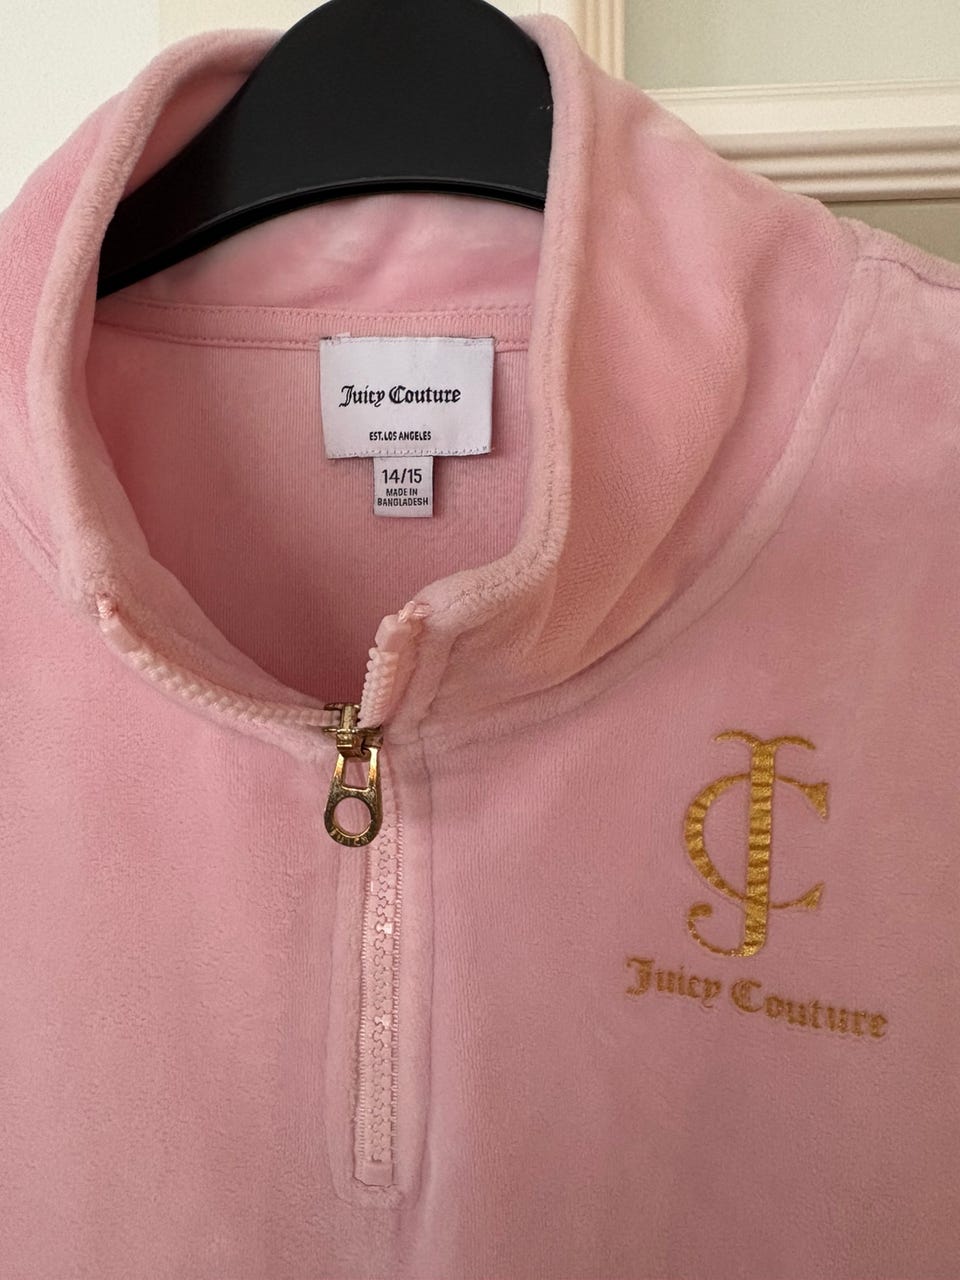 Juicy Couture
EST. LOS ANGELES
14/15
MADE IN
BANGLADESH
JC
Juicy Couture